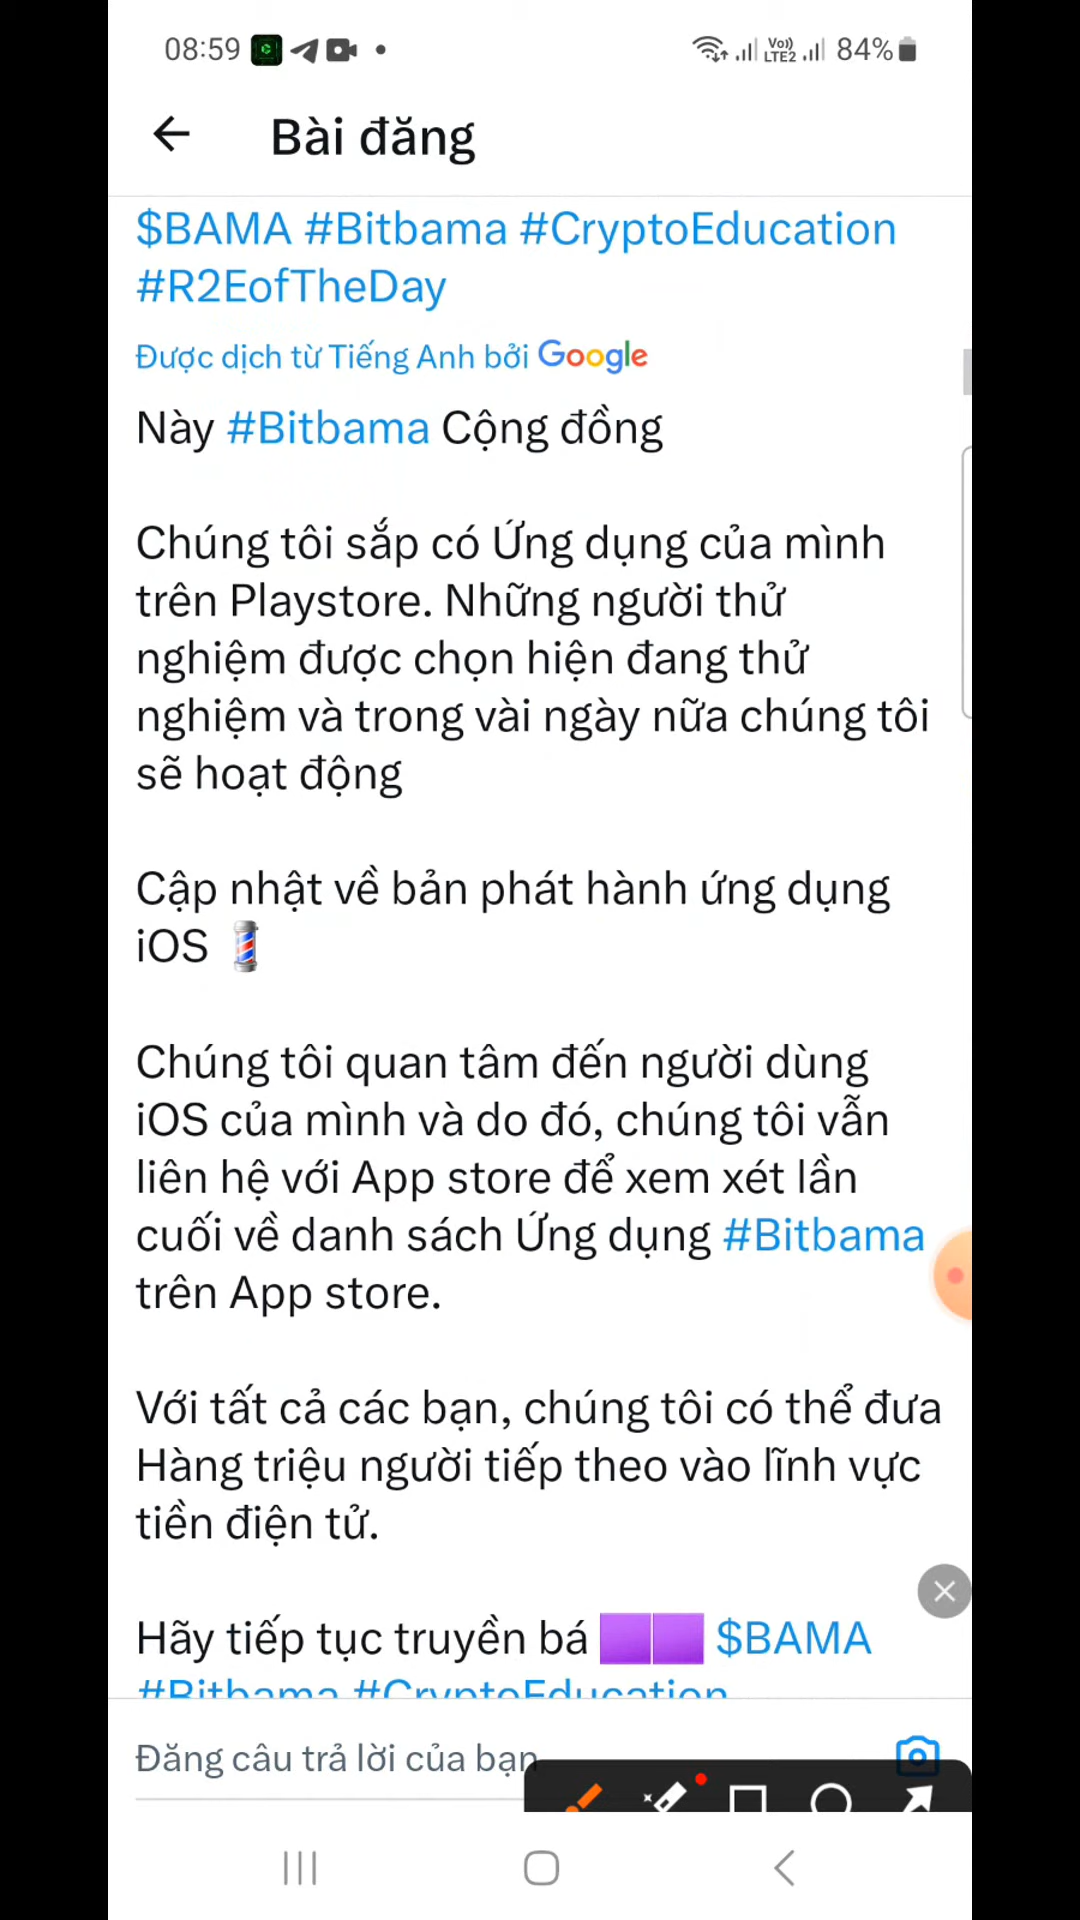 08:59
Vo))
LTE2
84%
Bài đăng
$BAMA #Bitbama #CryptoEducation
#R2EofTheDay
Được dịch từ Tiếng Anh bởi Google
Này #Bitbama Cộng đồng
Chúng tôi sắp có Ứng dụng của mình
trên Playstore. Những người thử
nghiệm được chọn hiện đang thử
nghiệm và trong vài ngày nữa chúng tôi
sẽ hoạt động
Cập nhật về bản phát hành ứng dụng
iOS 💈
Chúng tôi quan tâm đến người dùng
iOS của mình và do đó, chúng tôi vẫn
liên hệ với App store để xem xét lần
cuối về danh sách Ứng dụng #Bitbama
trên App store.
Với tất cả các bạn, chúng tôi có thể đưa
Hàng triệu người tiếp theo vào lĩnh vực
tiền điện tử.
Hãy tiếp tục truyền bá 🟪🟪 $BAMA
#Bitbama #CryptoEducation
Đăng câu trả lời của bạn